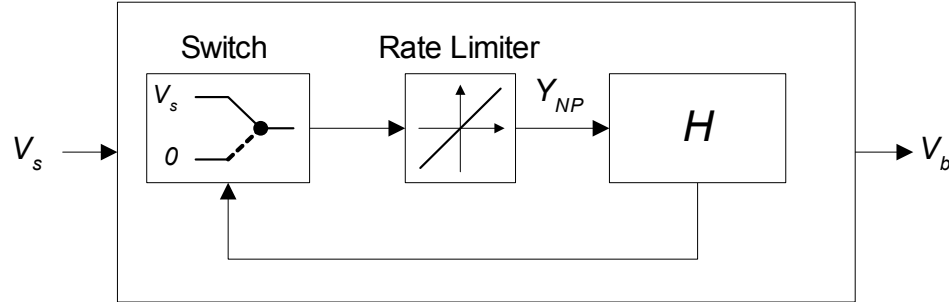 Switch
Rate Limiter
V_s
0
Y_NP
H
V_s
V_b